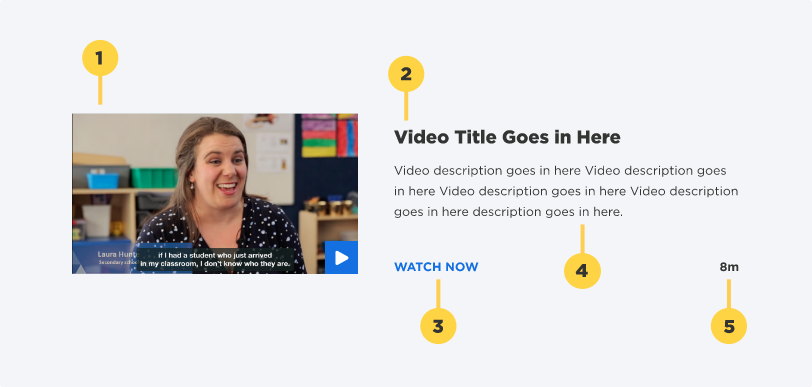 1
2
Video Title Goes in Here
Video description goes in here Video description goes
in here Video description goes in here Video description
goes in here description goes in here.
Laura Hunt
Secondary
if I had a student who just arrived
in my classroom, I don't know who they are.
WATCH NOW
4
8m
3
5